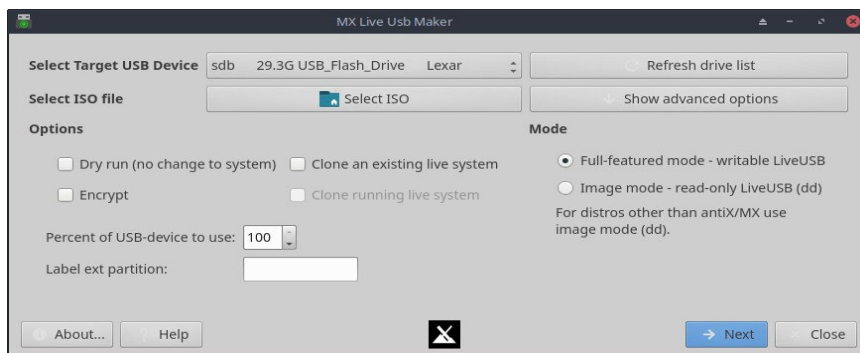 MX Live Usb Maker
Select Target USB Device sdb 29.3G USB_Flash_Drive Lexar Refresh drive list
Select ISO file Select ISO Show advanced options
Options Mode
Dry run (no change to system) Clone an existing live system Full-featured mode - writable LiveUSB
Encrypt Clone running live system Image mode - read-only LiveUSB (dd)
For distros other than antiX/MX use
image mode (dd).
Percent of USB-device to use: 100
Label ext partition:
About... Help Next Close